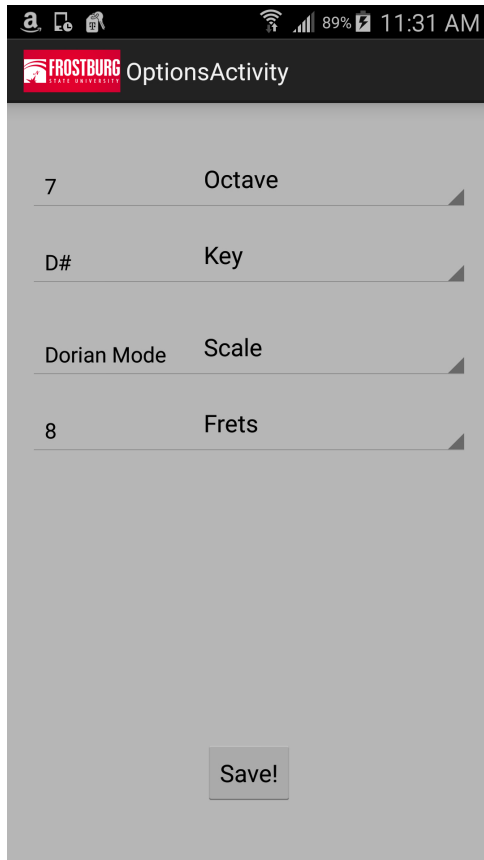 a 89% 11:31 AM
FROSTBURG
STATE UNIVERSITY
OptionsActivity
7 Octave
D# Key
Dorian Mode Scale
8 Frets
Save!